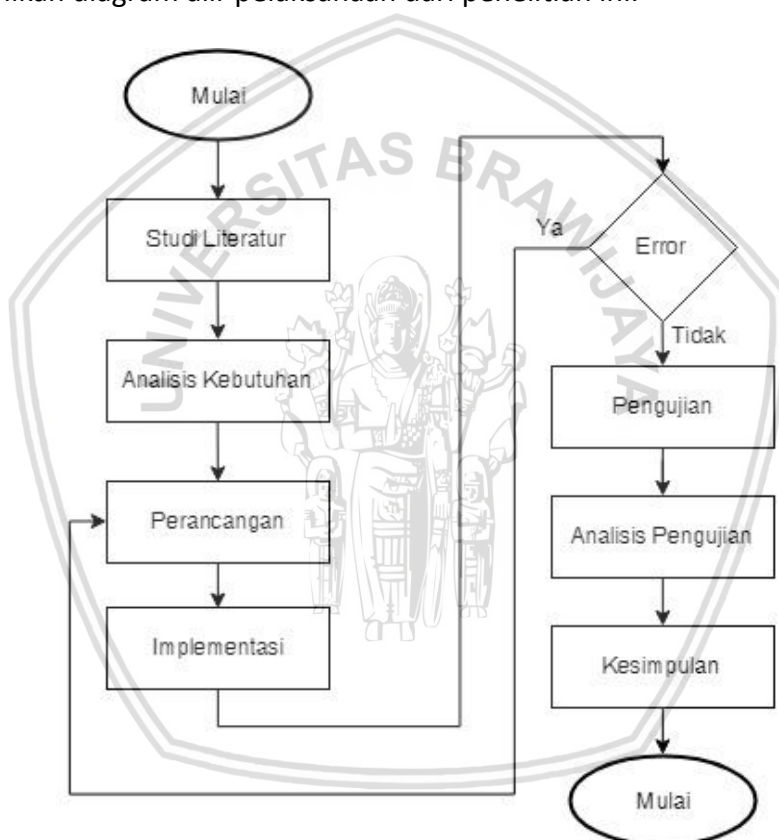 diagram alir pelaksanaan dari penelitian ini.
Mulai
Studi Literatur
Analisis Kebutuhan
Perancangan
Implementasi
Error
Ya
Tidak
Pengujian
Analisis Pengujian
Kesimpulan
Mulai
UNIVERSITAS BRAWIJAYA